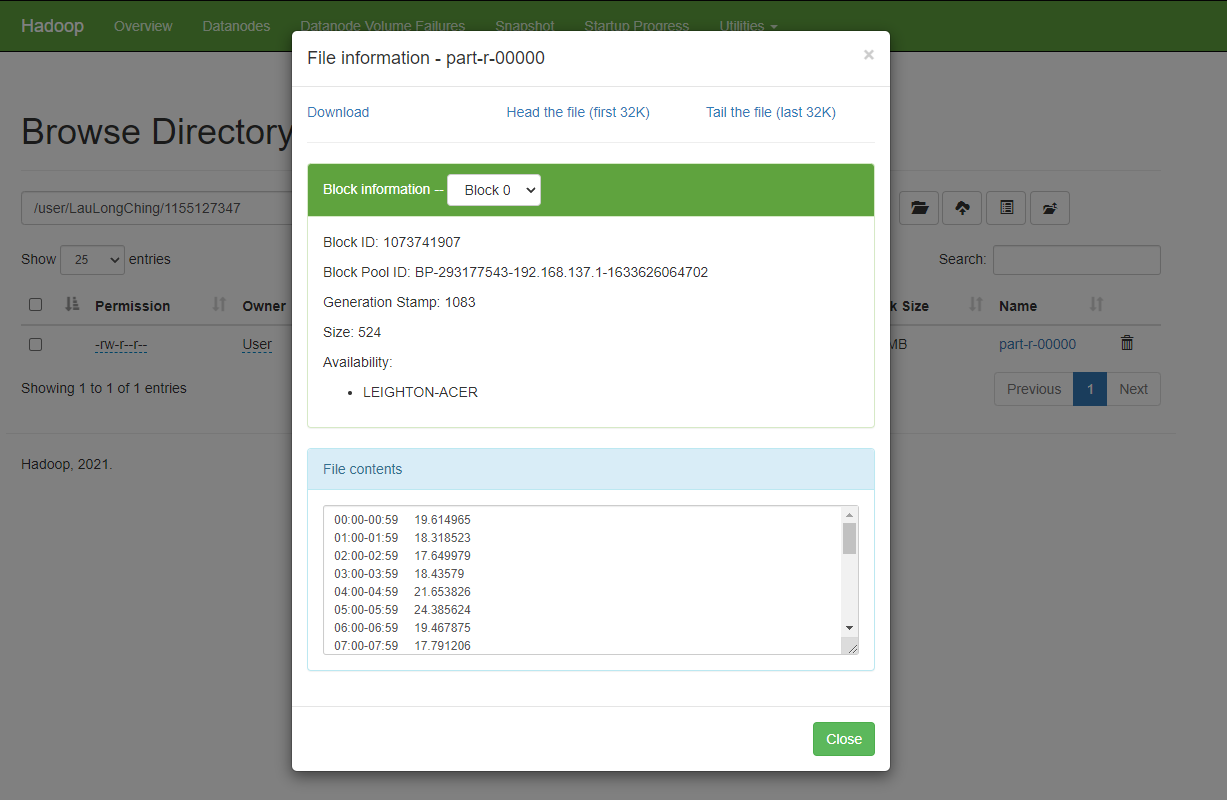 Hadoop Overview Datanodes Datanode Volume Failures Snapshot Startup Progress Utilities
File information - part-r-00000 ×
Download Head the file (first 32K) Tail the file (last 32K)
Browse Directory
Block information -- Block 0
/user/LauLongChing/1155127347
Block ID: 1073741907
Show 25 entries
Search:
Block Pool ID: BP-293177543-192.168.137.1-1633626064702
Permission Owner
Generation Stamp: 1083
k Size Name
Size: 524
-rw-r--r-- User
MB part-r-00000
Availability:
LEIGHTON-ACER
Showing 1 to 1 of 1 entries
Previous 1 Next
Hadoop, 2021.
File contents
00:00-00:59 19.614965
01:00-01:59 18.318523
02:00-02:59 17.649979
03:00-03:59 18.43579
04:00-04:59 21.653826
05:00-05:59 24.385624
06:00-06:59 19.467875
07:00-07:59 17.791206
Close